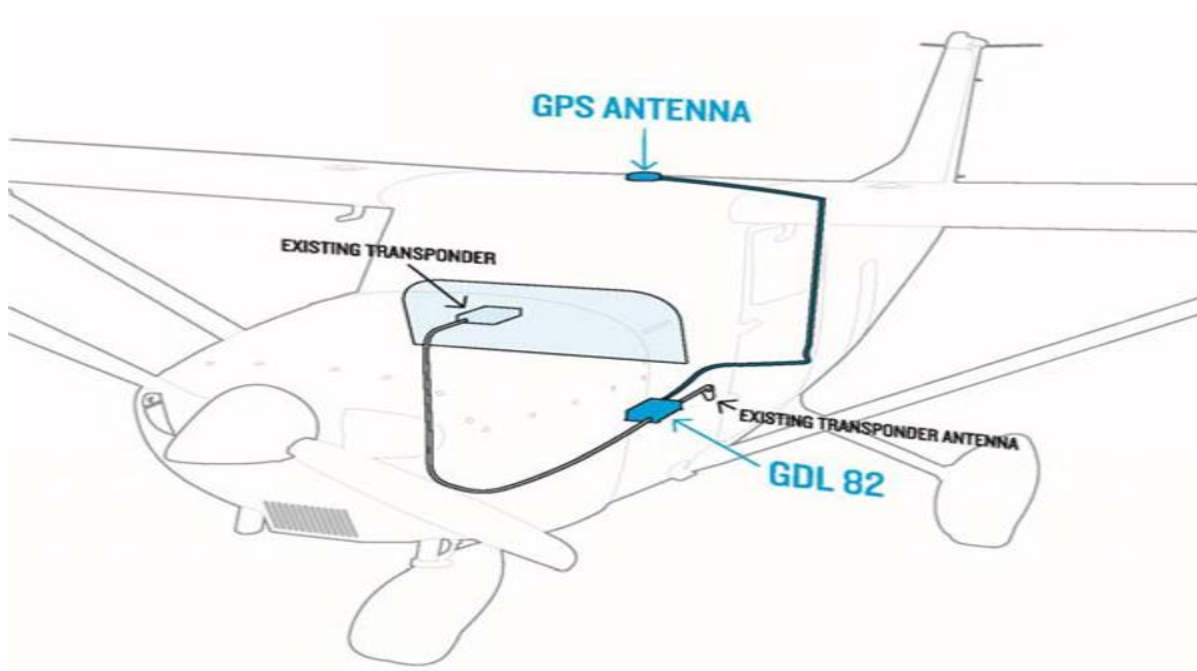 GPS ANTENNA
EXISTING TRANSPONDER
EXISTING TRANSPONDER ANTENNA
GDL 82